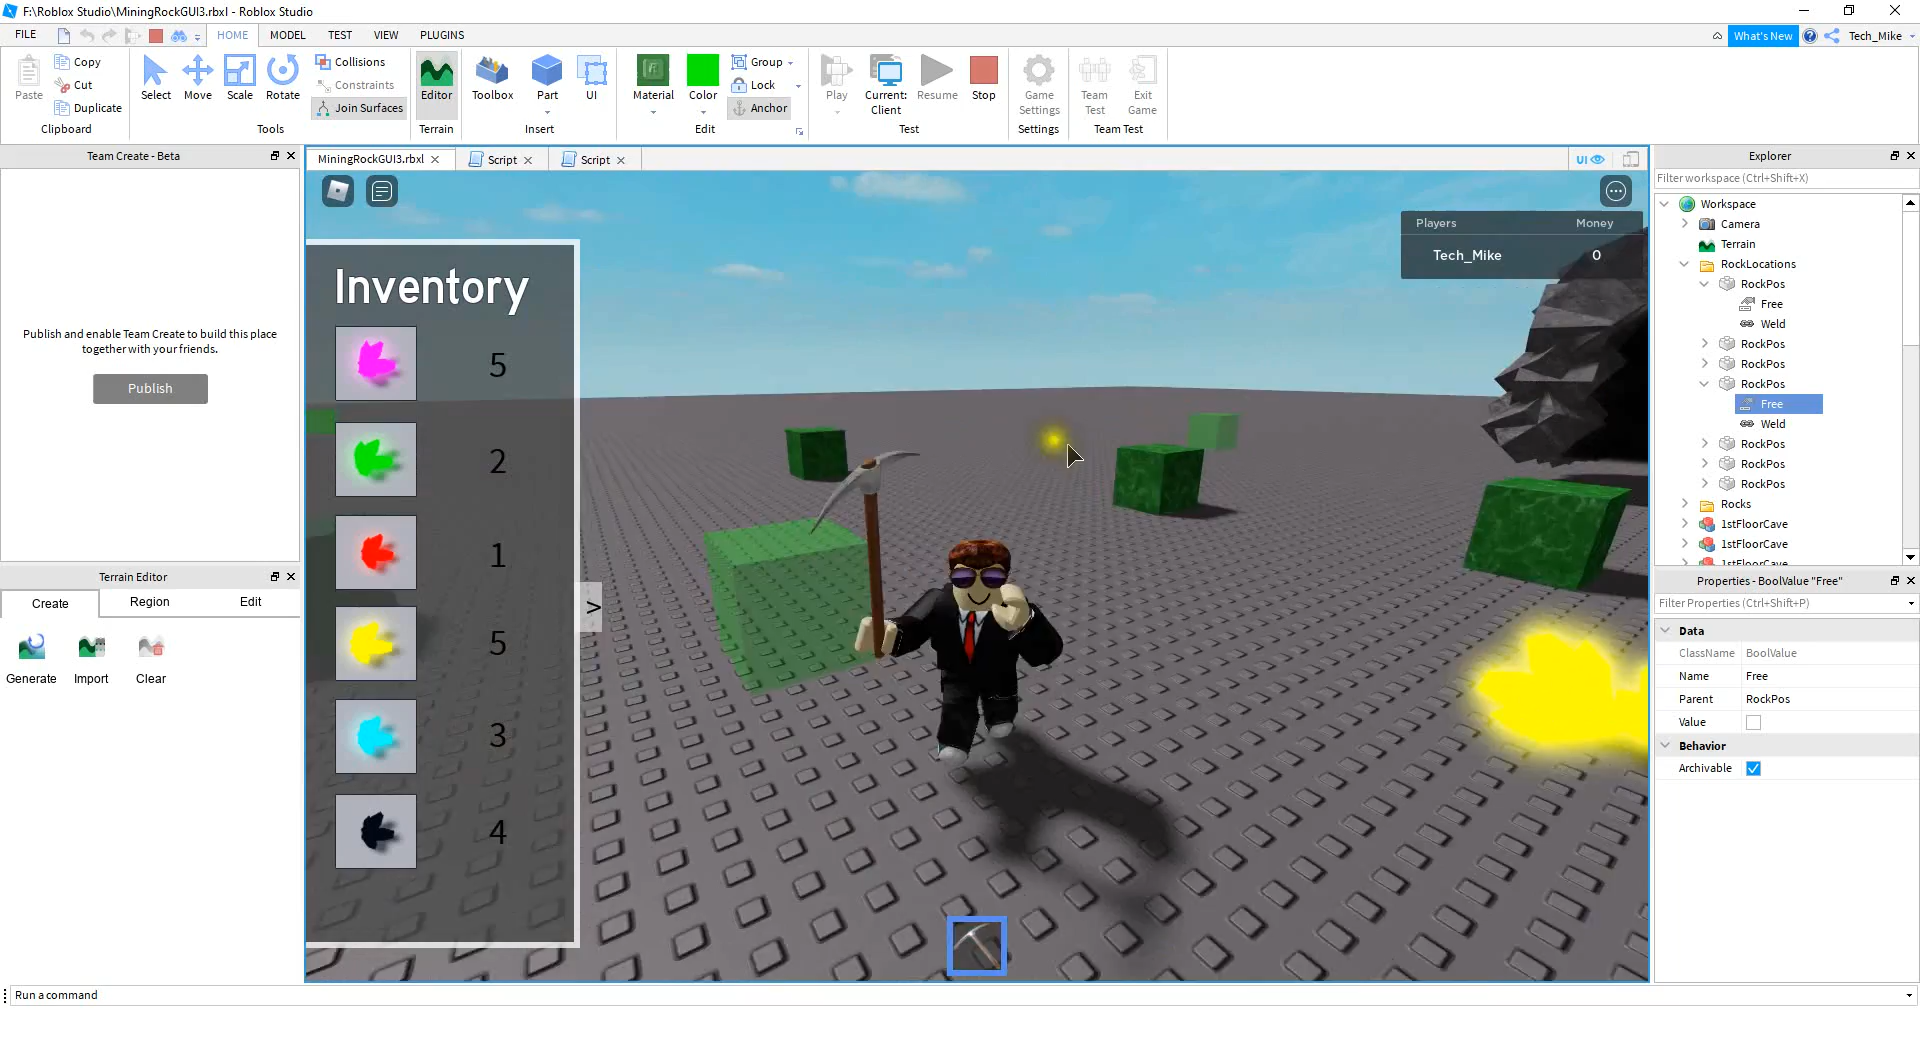 F:\Roblox Studio\MiningRockGUI3.rbxl - Roblox Studio
FILE HOME MODEL TEST VIEW PLUGINS What's New Tech_Mike
Paste
Copy
Cut
Duplicate
Clipboard
Select
Move
Scale
Rotate
Collisions
Constraints
Join Surfaces
Tools
Editor
Terrain
Toolbox
Part
UI
Insert
Material
Color
Group
Lock
Anchor
Edit
Play
Current:
Client
Resume
Stop
Test
Game
Settings
Settings
Team
Test
Exit
Game
Team Test
Team Create - Beta
Publish and enable Team Create to build this place
together with your friends.
Publish
Terrain Editor
Create Region Edit
Generate Import Clear
MiningRockGUI3.rbxl Script Script UI
Players Money
Tech_Mike 0
Inventory
5
2
1
5
3
4
>
Explorer
Filter workspace (Ctrl+Shift+X)
Workspace
Camera
Terrain
RockLocations
RockPos
Free
Weld
RockPos
RockPos
RockPos
Free
Weld
RockPos
RockPos
RockPos
Rocks
1stFloorCave
1stFloorCave
Properties - BoolValue "Free"
Filter Properties (Ctrl+Shift+P)
Data
ClassName BoolValue
Name Free
Parent RockPos
Value
Behavior
Archivable
Run a command